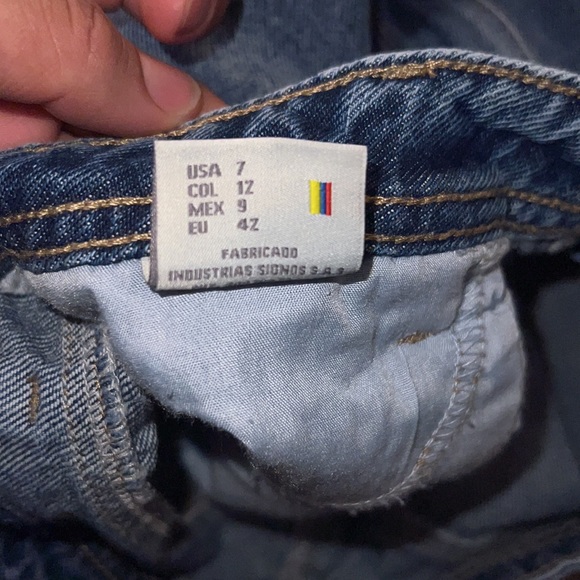 USA 7
COL 12
MEX 9
EU 42
FABRICADO
INDUSTRIAS SIGNOS S.A.S